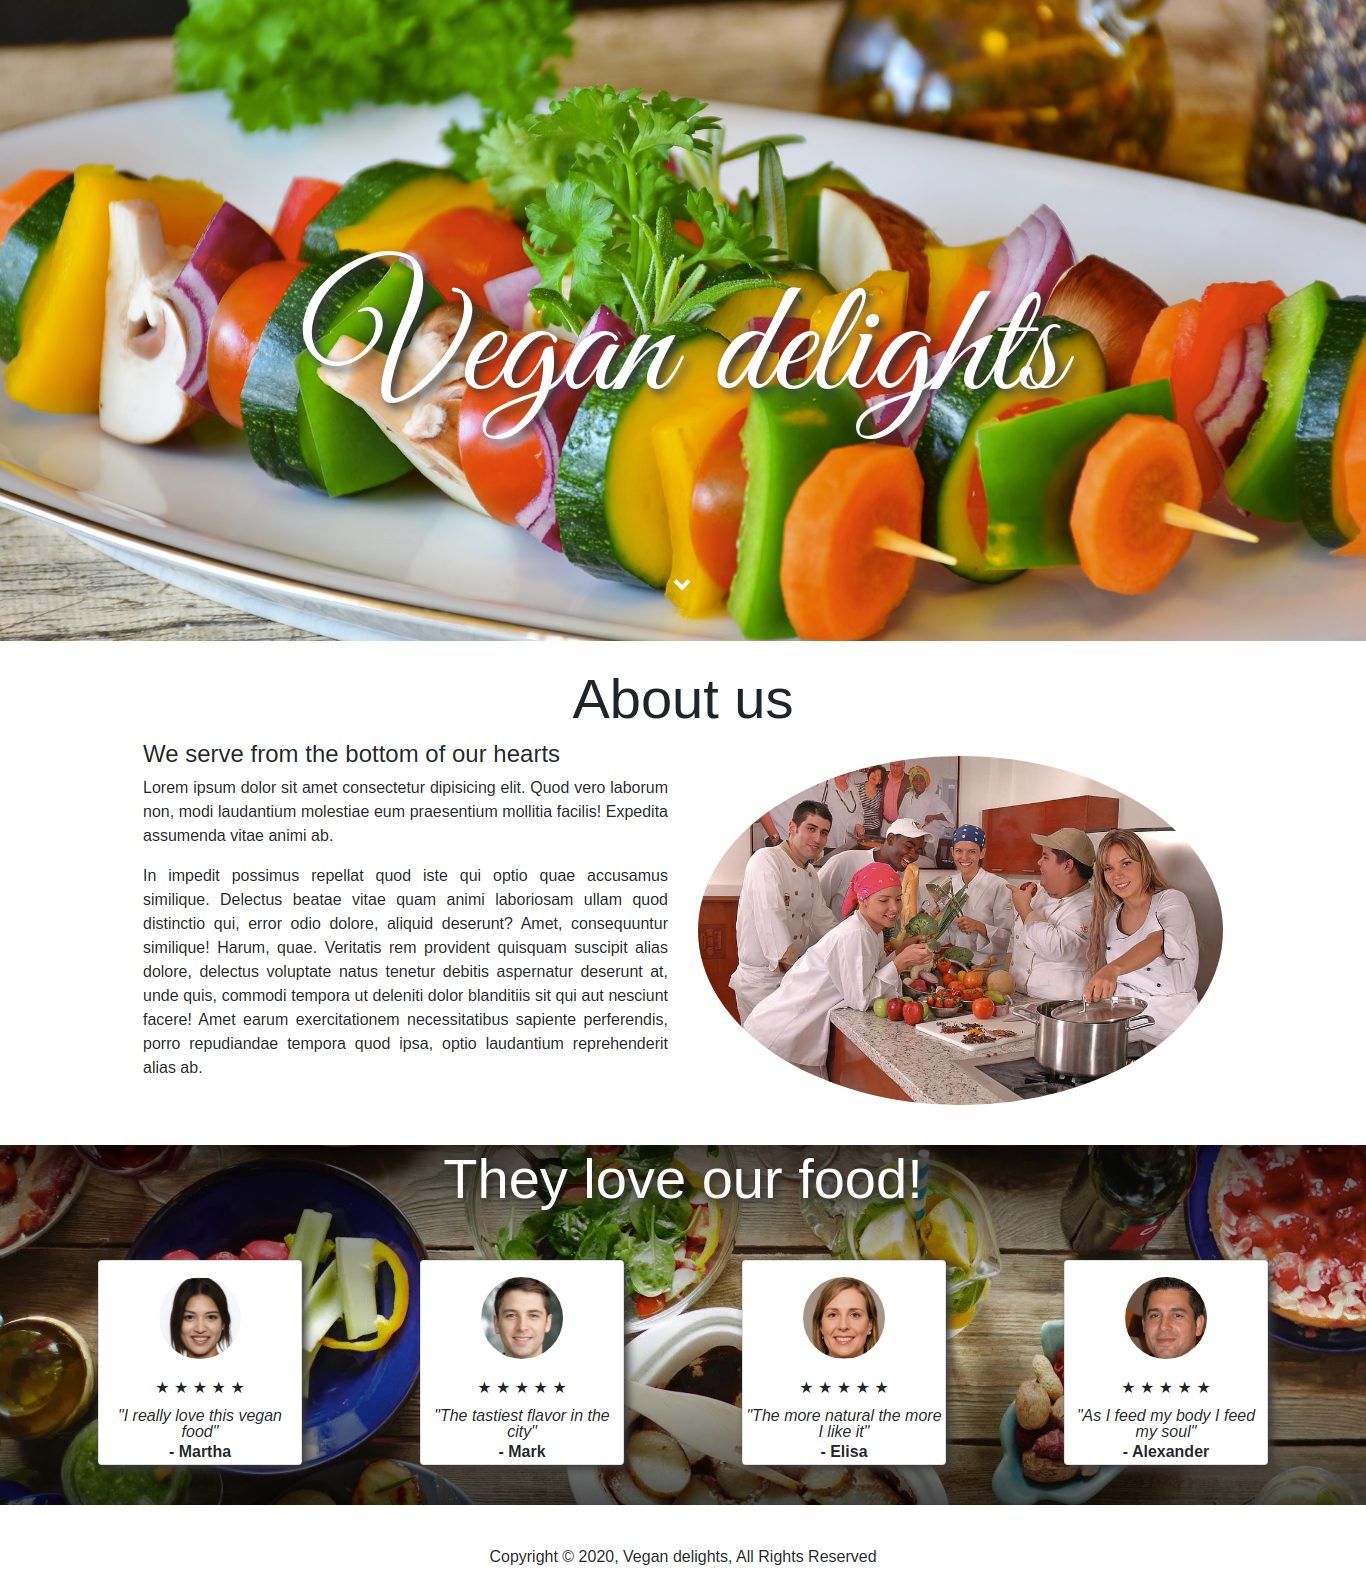 Vegan delights
About us
We serve from the bottom of our hearts
Lorem ipsum dolor sit amet consectetur dipisicing elit. Quod vero laborum
non, modi laudantium molestiae eum praesentium mollitia facilis! Expedita
assumenda vitae animi ab.
In impedit possimus repellat quod iste qui optio quae accusamus
similique. Delectus beatae vitae quam animi laboriosam ullam quod
distinctio qui, error odio dolore, aliquid deserunt? Amet, consequuntur
similique! Harum, quae. Veritatis rem provident quisquam suscipit alias
dolore, delectus voluptate natus tenetur debitis aspernatur deserunt at,
unde quis, commodi tempora ut deleniti dolor blanditiis sit qui aut nesciunt
facere! Amet earum exercitationem necessitatibus sapiente perferendis,
porro repudiandae tempora quod ipsa, optio laudantium reprehenderit
alias ab.
They love our food!
★ ★ ★ ★ ★
"I really love this vegan
food"
- Martha
★ ★ ★ ★ ★
"The tastiest flavor in the
city"
- Mark
★ ★ ★ ★ ★
"The more natural the more
I like it"
- Elisa
★ ★ ★ ★ ★
"As I feed my body I feed
my soul"
- Alexander
Copyright © 2020, Vegan delights, All Rights Reserved